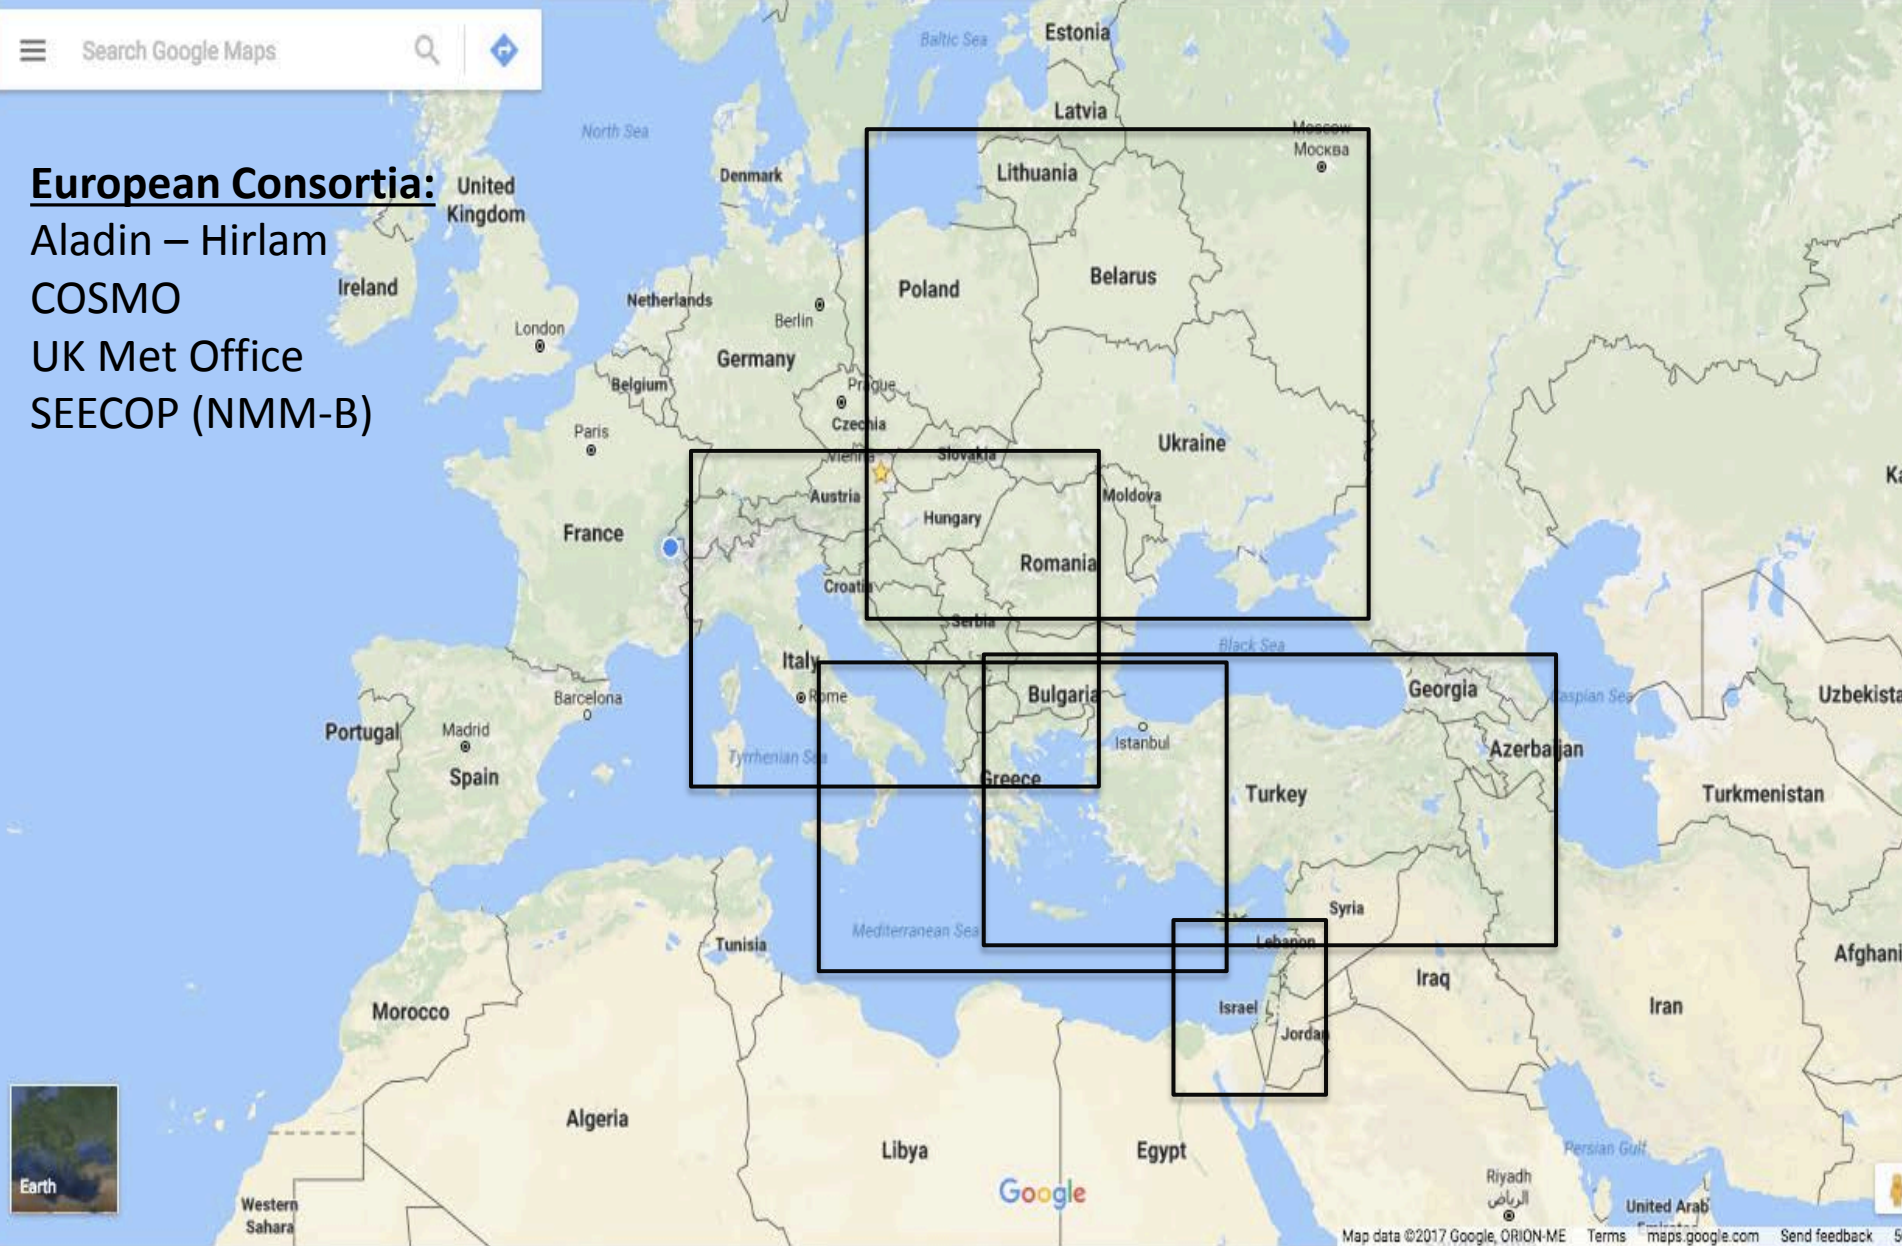 Search Google Maps
European Consortia:
Aladin – Hirlam
COSMO
UK Met Office
SEECOP (NMM-B)
Baltic Sea
Estonia
Latvia
North Sea
Moscow
Москва
Denmark
Lithuania
United
Kingdom
Ireland
Netherlands
Poland
Belarus
London
Berlin
Germany
Belgium
Prague
Czechia
Paris
Vienna
Slovakia
Ukraine
Ka
Austria
Moldova
Hungary
France
Romania
Croatia
Serbia
Black Sea
Italy
Rome
Barcelona
Bulgaria
Georgia
Caspian Sea
Uzbekista
Portugal
Madrid
Istanbul
Azerbaijan
Tyrrhenian Sea
Spain
Greece
Turkey
Turkmenistan
Syria
Mediterranean Sea
Tunisia
Lebanon
Afghani
Iraq
Morocco
Israel
Iran
Jordan
Algeria
Libya
Egypt
Persian Gulf
Earth
Google
Riyadh
الرياض
Western
Sahara
United Arab
Emirates
Map data ©2017 Google, ORION-ME Terms maps.google.com Send feedback 5